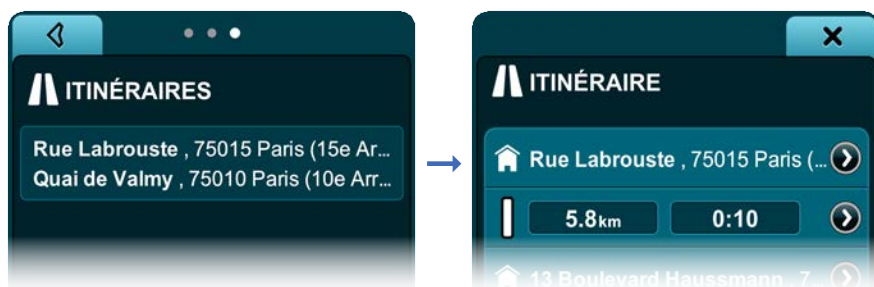 ITINÉRAIRES
Rue Labrouste , 75015 Paris (15e Ar...
Quai de Valmy , 75010 Paris (10e Arr...
ITINÉRAIRE
Rue Labrouste , 75015 Paris (...
5.8km 0:10
13 Boulevard Haussmann , 7...